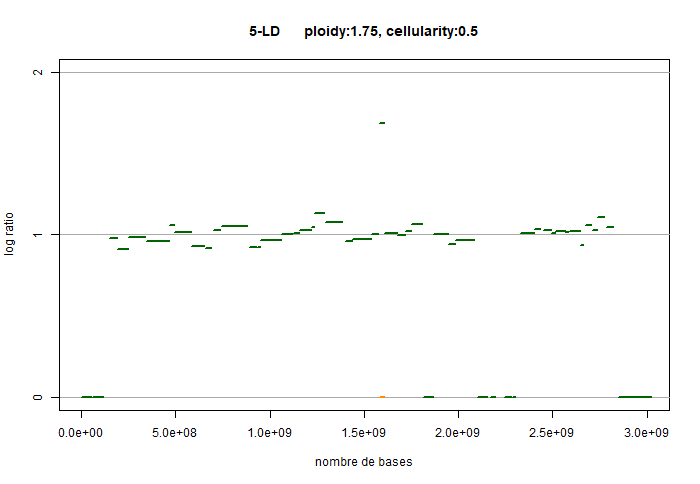 5-LD ploidy:1.75, cellularity:0.5
2
1
0
log ratio
0.0e+00 5.0e+08 1.0e+09 1.5e+09 2.0e+09 2.5e+09 3.0e+09
nombre de bases